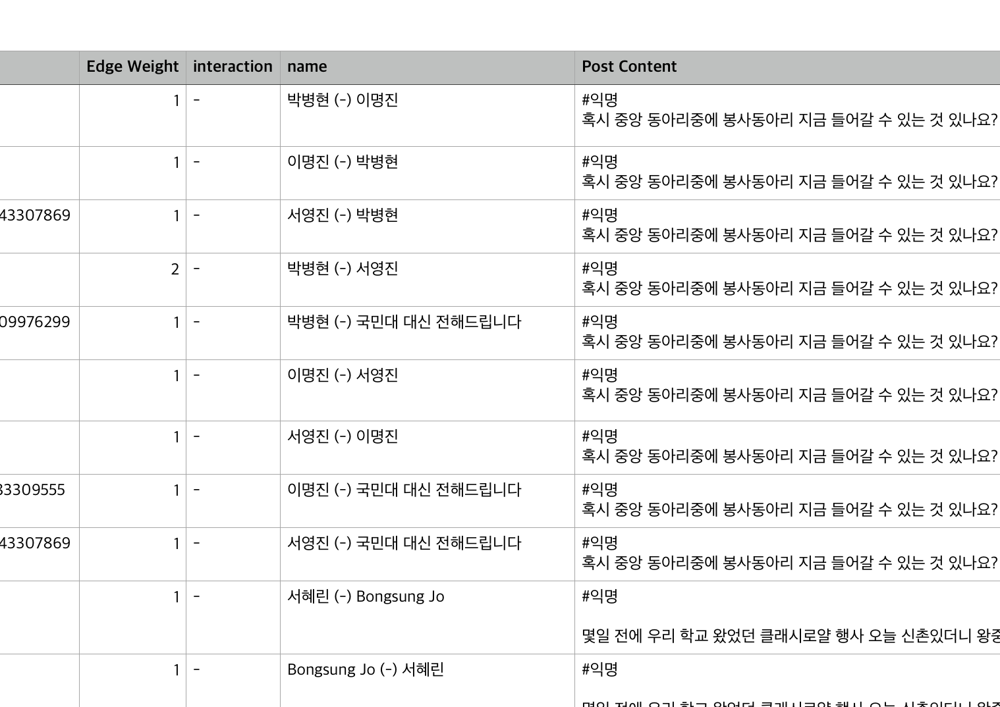 Edge Weight interaction name Post Content
1 - 박병현 (-) 이명진 #익명
혹시 중앙 동아리중에 봉사동아리 지금 들어갈 수 있는 것 있나요?
1 - 이명진 (-) 박병현 #익명
혹시 중앙 동아리중에 봉사동아리 지금 들어갈 수 있는 것 있나요?
43307869 1 - 서영진 (-) 박병현 #익명
혹시 중앙 동아리중에 봉사동아리 지금 들어갈 수 있는 것 있나요?
2 - 박병현 (-) 서영진 #익명
혹시 중앙 동아리중에 봉사동아리 지금 들어갈 수 있는 것 있나요?
09976299 1 - 박병현 (-) 국민대 대신 전해드립니다 #익명
혹시 중앙 동아리중에 봉사동아리 지금 들어갈 수 있는 것 있나요?
1 - 이명진 (-) 서영진 #익명
혹시 중앙 동아리중에 봉사동아리 지금 들어갈 수 있는 것 있나요?
1 - 서영진 (-) 이명진 #익명
혹시 중앙 동아리중에 봉사동아리 지금 들어갈 수 있는 것 있나요?
33309555 1 - 이명진 (-) 국민대 대신 전해드립니다 #익명
혹시 중앙 동아리중에 봉사동아리 지금 들어갈 수 있는 것 있나요?
43307869 1 - 서영진 (-) 국민대 대신 전해드립니다 #익명
혹시 중앙 동아리중에 봉사동아리 지금 들어갈 수 있는 것 있나요?
1 - 서혜린 (-) Bongsung Jo #익명
몇일 전에 우리 학교 왔었던 클래시로얄 행사 오늘 신촌있더니 왕중
1 - Bongsung Jo (-) 서혜린 #익명